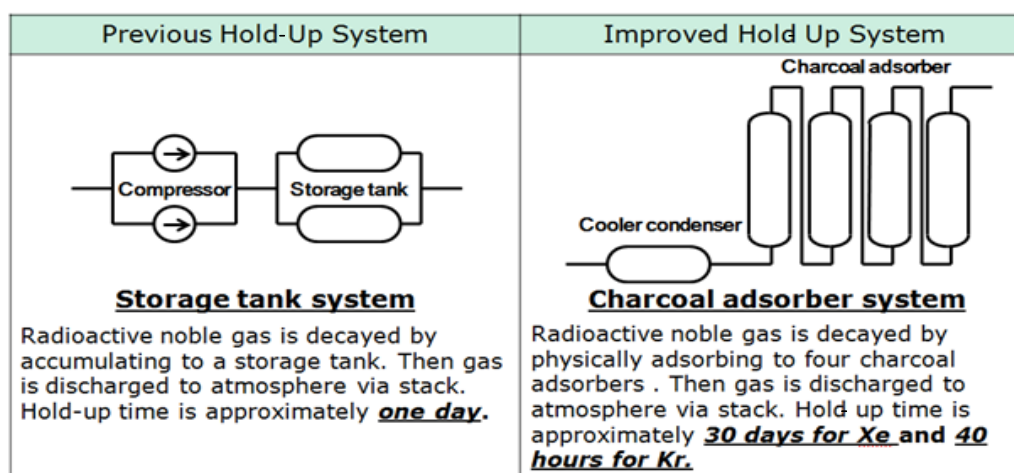 Previous Hold-Up System
Compressor
Storage tank
Storage tank system
Radioactive noble gas is decayed by
accumulating to a storage tank. Then gas
is discharged to atmosphere via stack.
Hold-up time is approximately one day.
Improved Hold Up System
Charcoal adsorber
Cooler condenser
Charcoal adsorber system
Radioactive noble gas is decayed by
physically adsorbing to four charcoal
adsorbers . Then gas is discharged to
atmosphere via stack. Hold up time is
approximately 30 days for Xe and 40
hours for Kr.